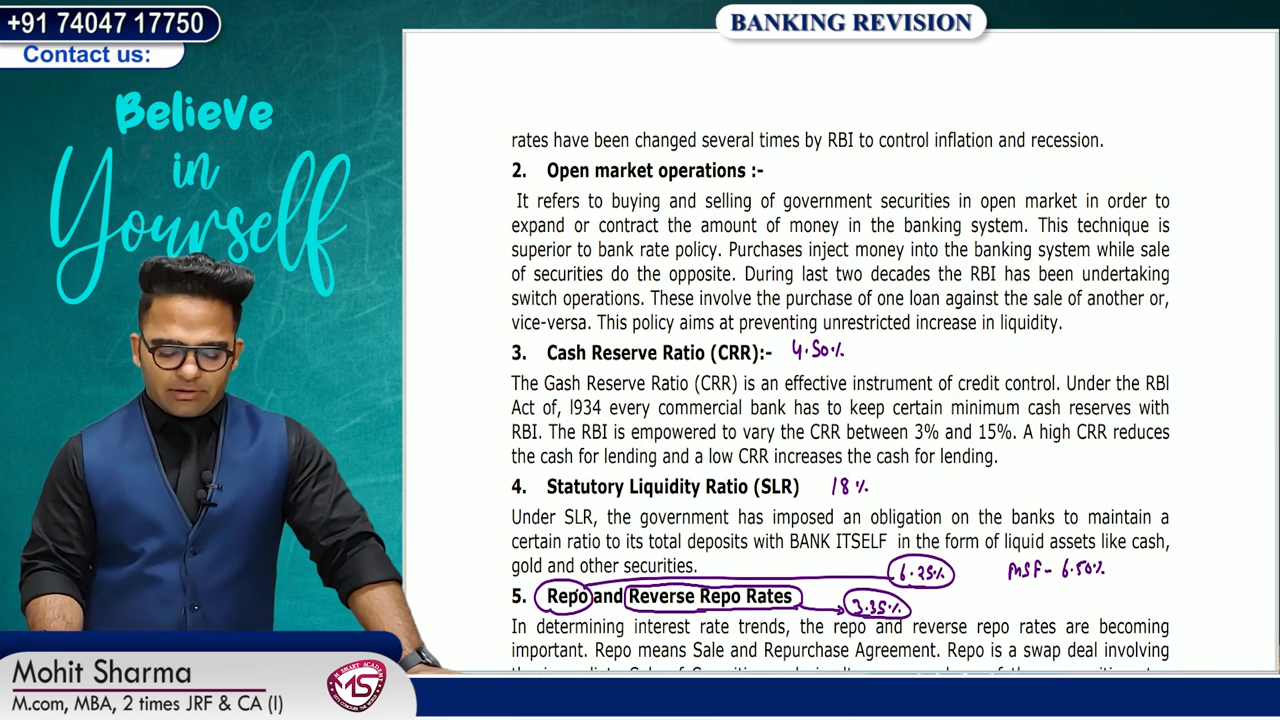 +91 74047 17750
Contact us:
BANKING REVISION
Believe
in
Yourself
rates have been changed several times by RBI to control inflation and recession.
2. Open market operations :-
It refers to buying and selling of government securities in open market in order to
expand or contract the amount of money in the banking system. This technique is
superior to bank rate policy. Purchases inject money into the banking system while sale
of securities do the opposite. During last two decades the RBI has been undertaking
switch operations. These involve the purchase of one loan against the sale of another or,
vice-versa. This policy aims at preventing unrestricted increase in liquidity.
3. Cash Reserve Ratio (CRR):- 4.50%
The Gash Reserve Ratio (CRR) is an effective instrument of credit control. Under the RBl
Act of, l934 every commercial bank has to keep certain minimum cash reserves with
RBI. The RBI is empowered to vary the CRR between 3% and 15%. A high CRR reduces
the cash for lending and a low CRR increases the cash for lending.
4. Statutory Liquidity Ratio (SLR) 18%
Under SLR, the government has imposed an obligation on the banks to maintain a
certain ratio to its total deposits with BANK ITSELF in the form of liquid assets like cash,
gold and other securities.
6.25% MSF - 6.50%
5. Repo and Reverse Repo Rates 3.35%
In determining interest rate trends, the repo and reverse repo rates are becoming
important. Repo means Sale and Repurchase Agreement. Repo is a swap deal involving
Mohit Sharma
M.com, MBA, 2 times JRF & CA (I)
MS